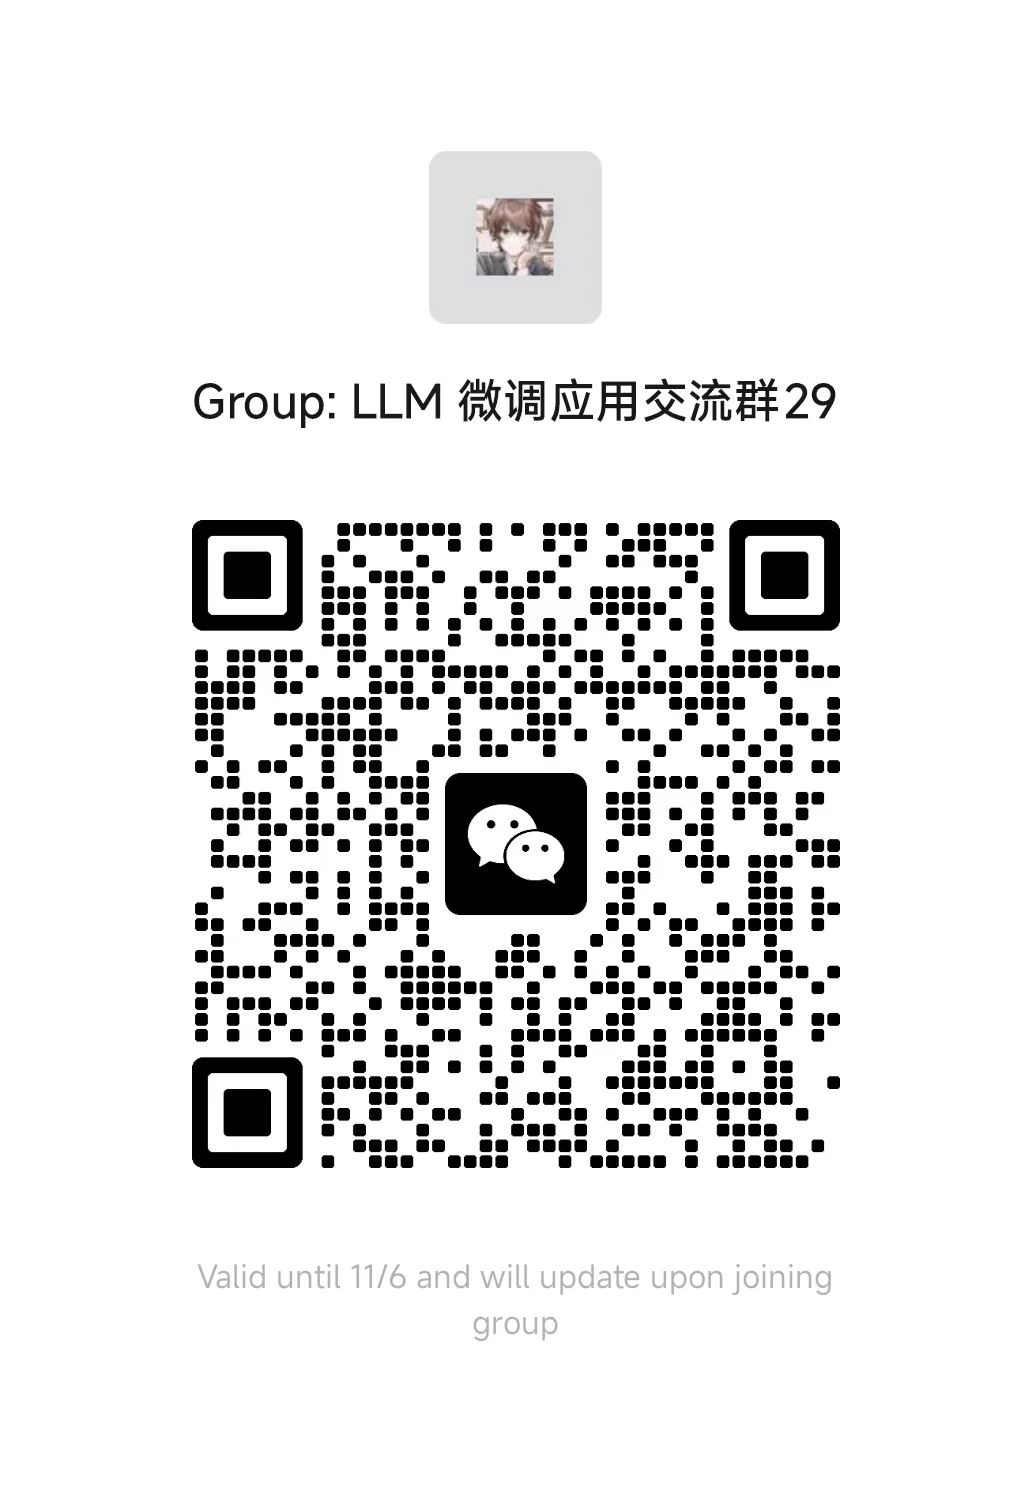 Group: LLM 微调应用交流群29
Valid until 11/6 and will update upon joining
group